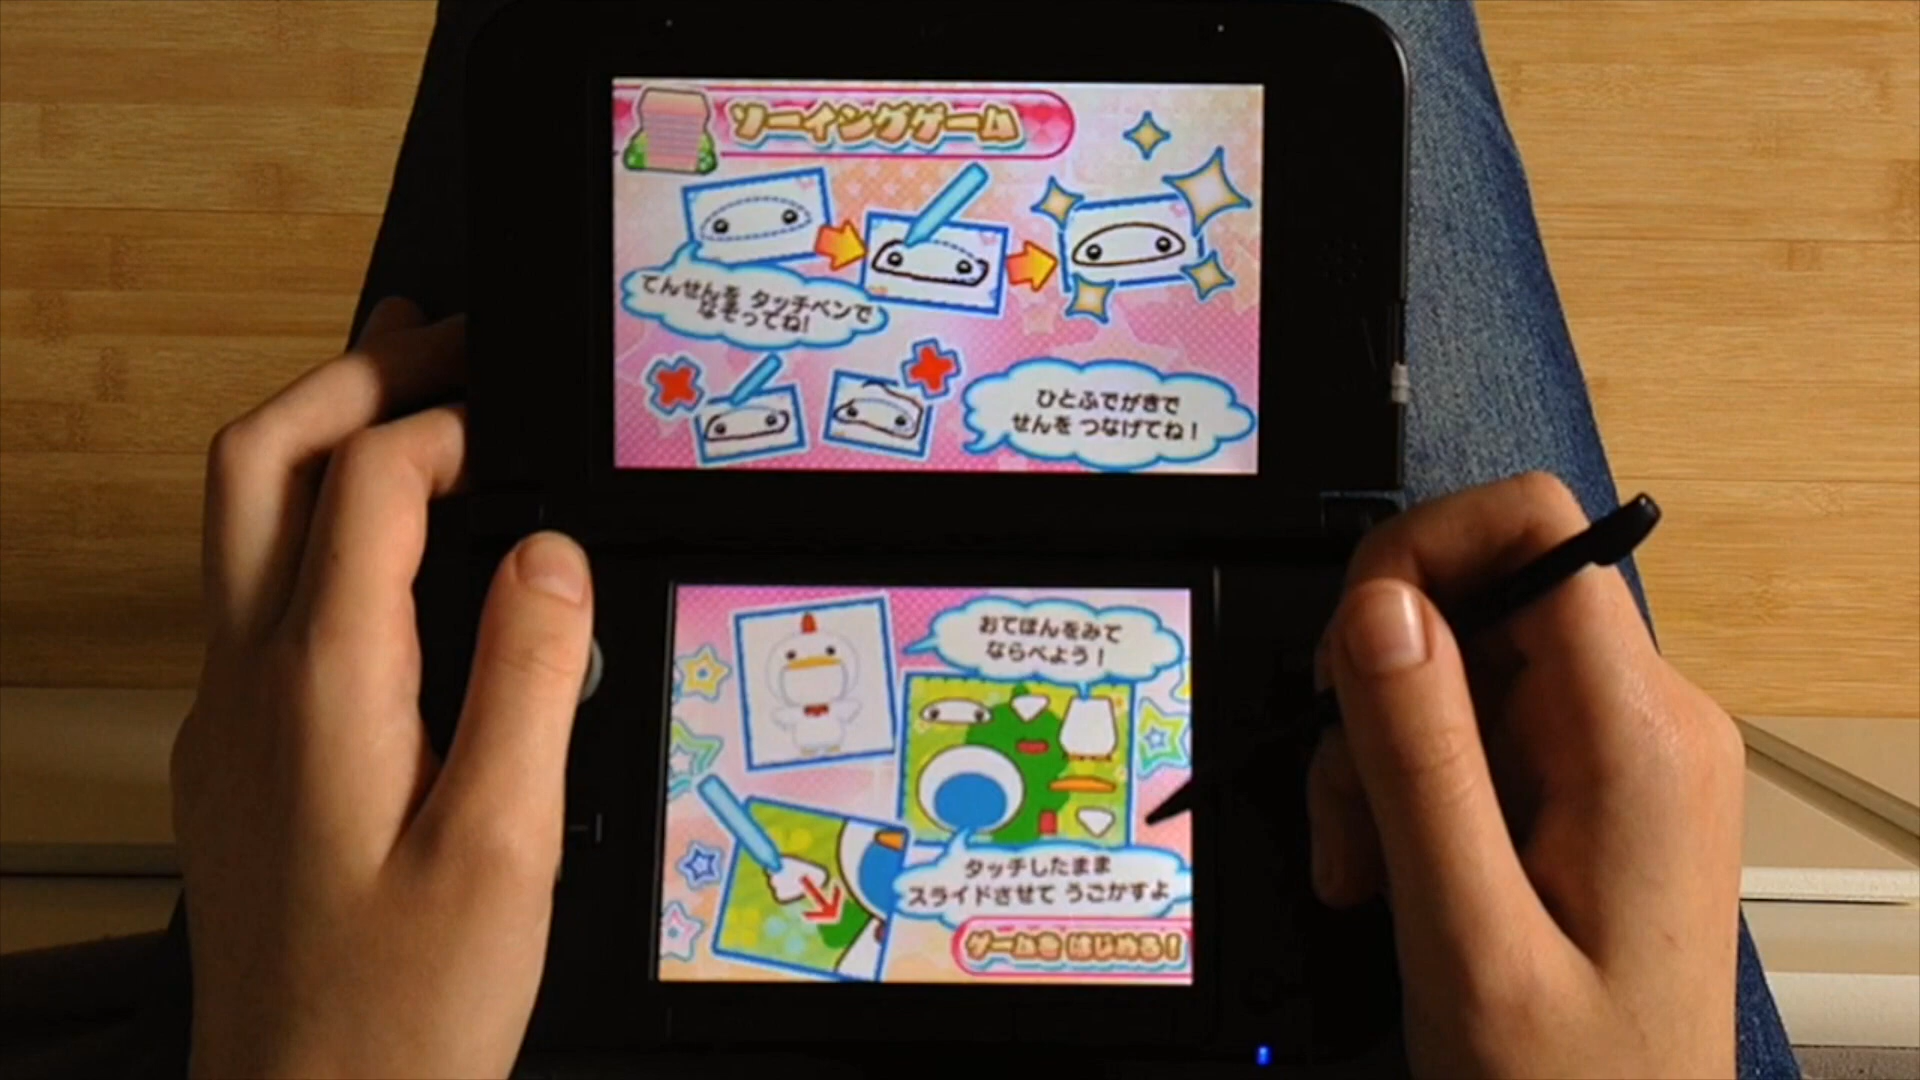 ソーイングゲーム
てんせんを タッチペンで
なぞってね!
ひとふでがきで
せんを つなげてね!
おてほんをみて
ならべよう!
タッチしたまま
スライドさせて うごかすよ
ゲームを はじめる!